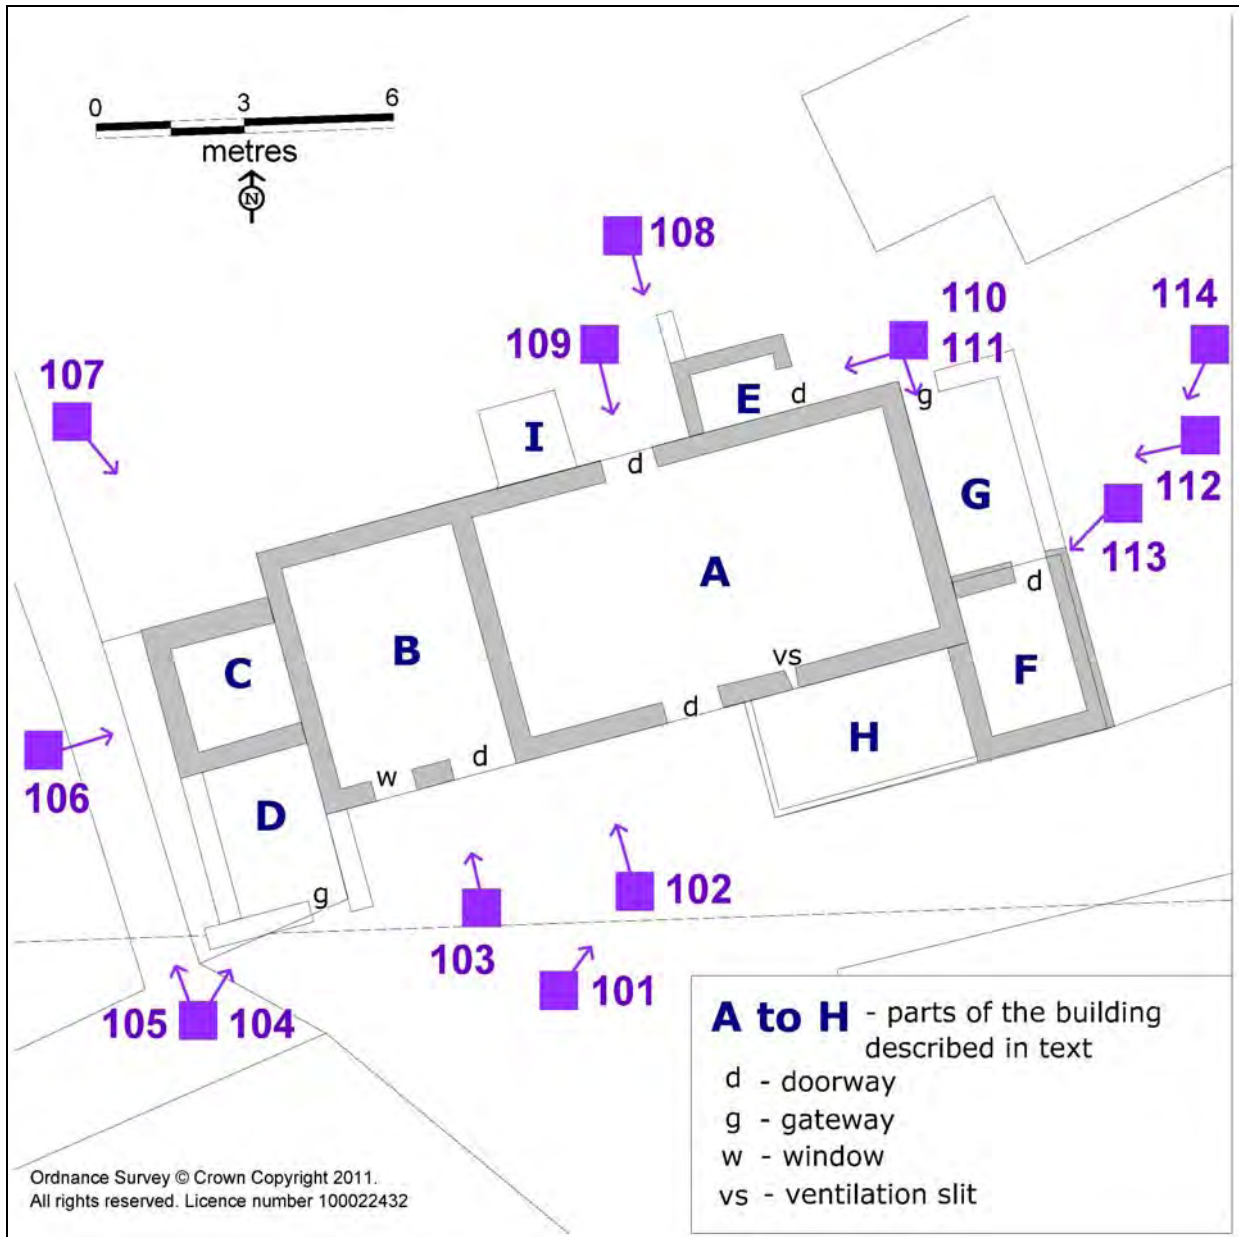 0 3 6
metres
N
108
114
110
111
109
107
d
E
g
I
d
112
G
113
A
d
B
vs
C
F
d
H
d
w
106
D
g
102
103
101
105 104
A to H - parts of the building
described in text
d - doorway
g - gateway
w - window
vs - ventilation slit
Ordnance Survey © Crown Copyright 2011.
All rights reserved. Licence number 100022432